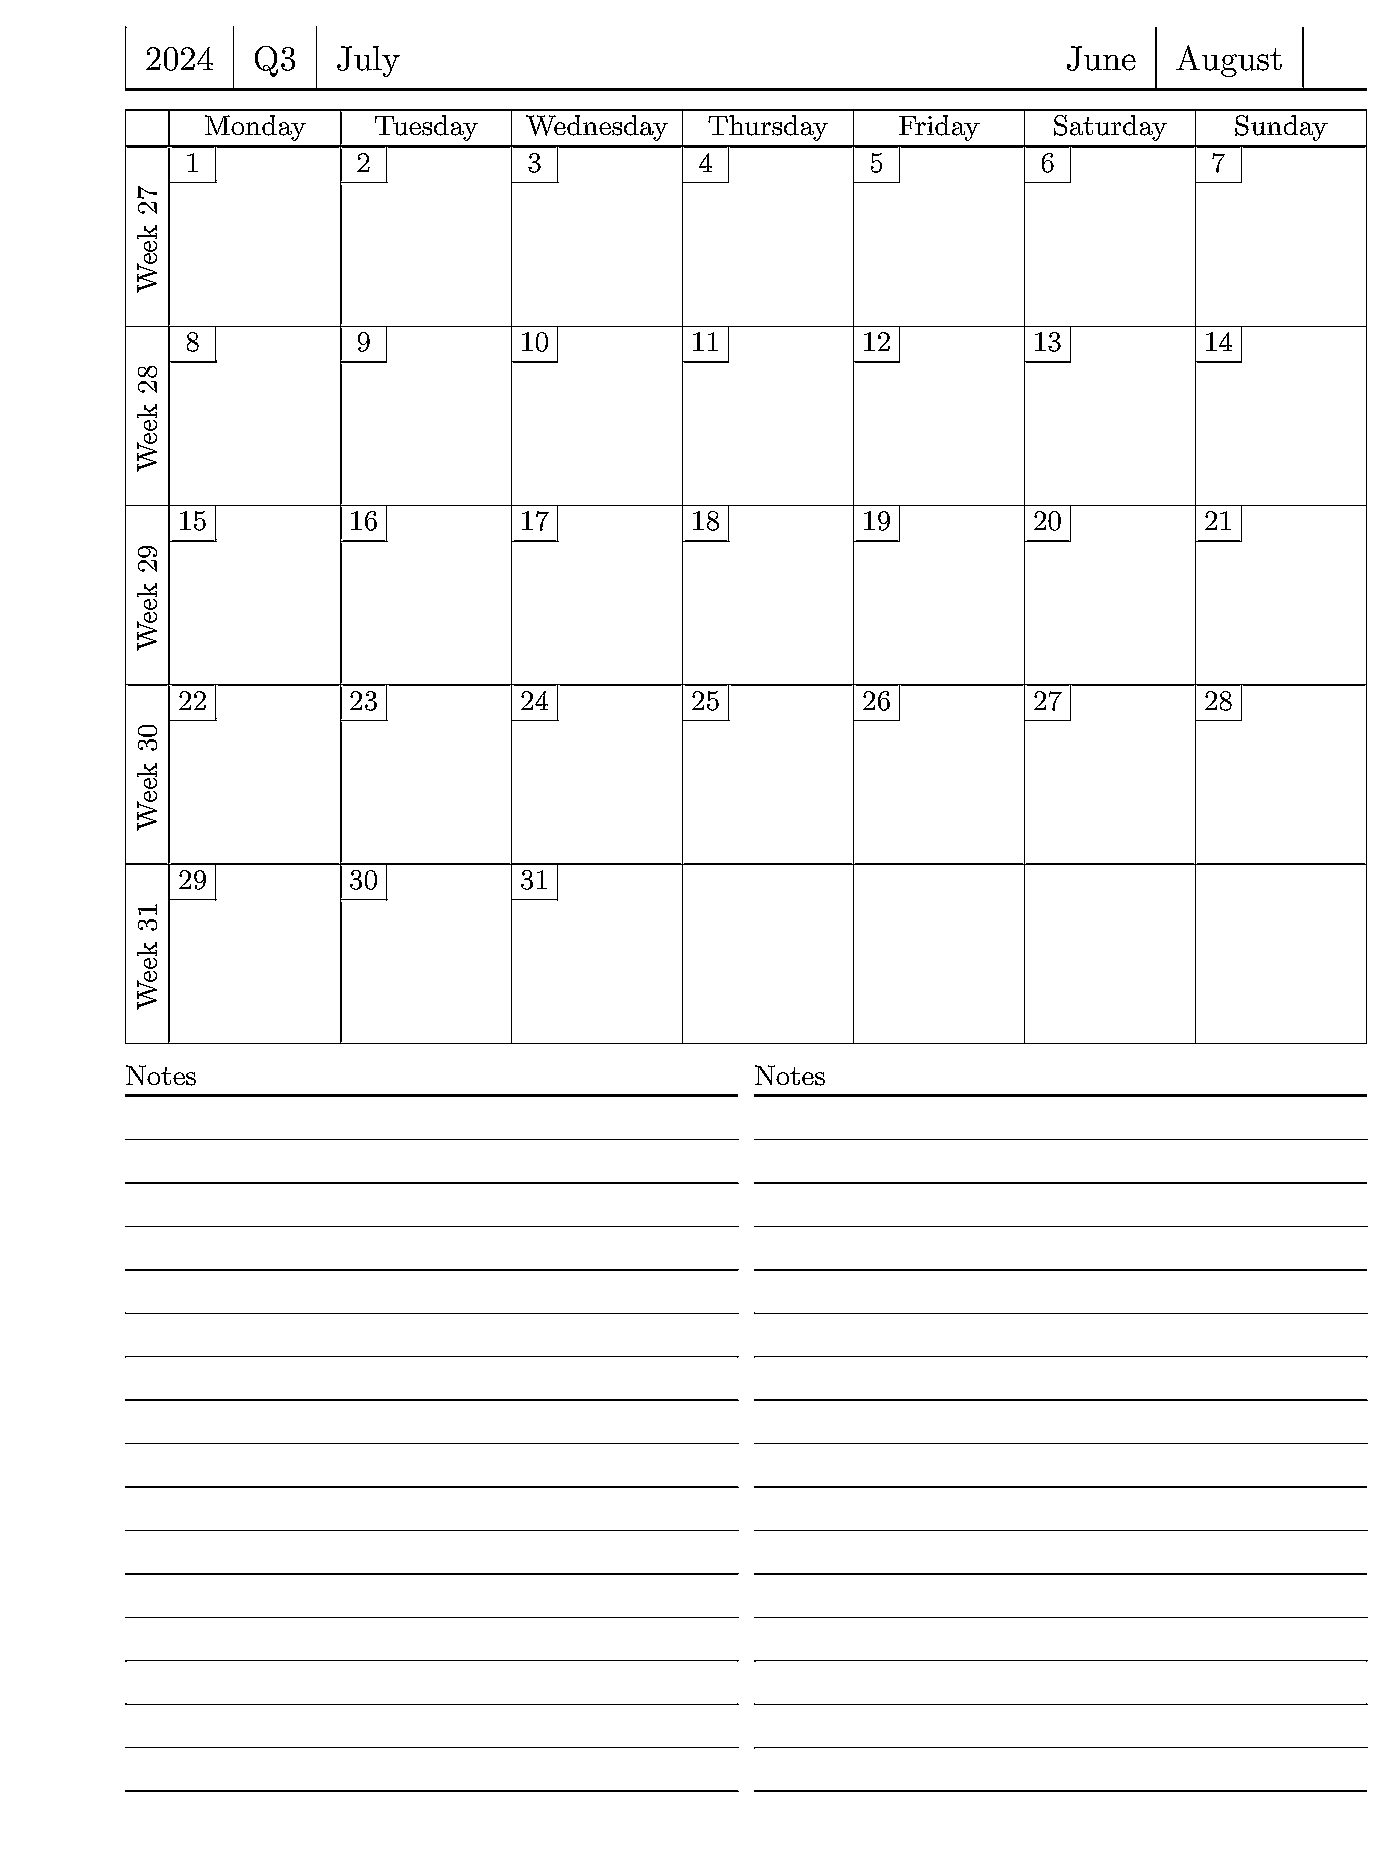 2024 Q3 July June August
Monday Tuesday Wednesday Thursday Friday Saturday Sunday
Week 27 1 2 3 4 5 6 7
Week 28 8 9 10 11 12 13 14
Week 29 15 16 17 18 19 20 21
Week 30 22 23 24 25 26 27 28
Week 31 29 30 31
Notes Notes